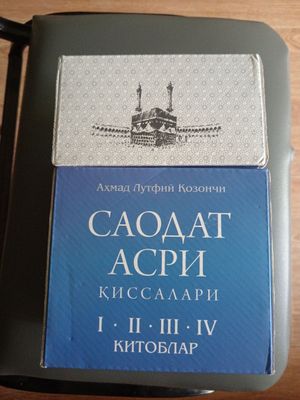 Аҳмад Лутфий Қозончи
САОДАТ
АСРИ
ҚИССАЛАРИ
I · II · III · IV
КИТОБЛАР